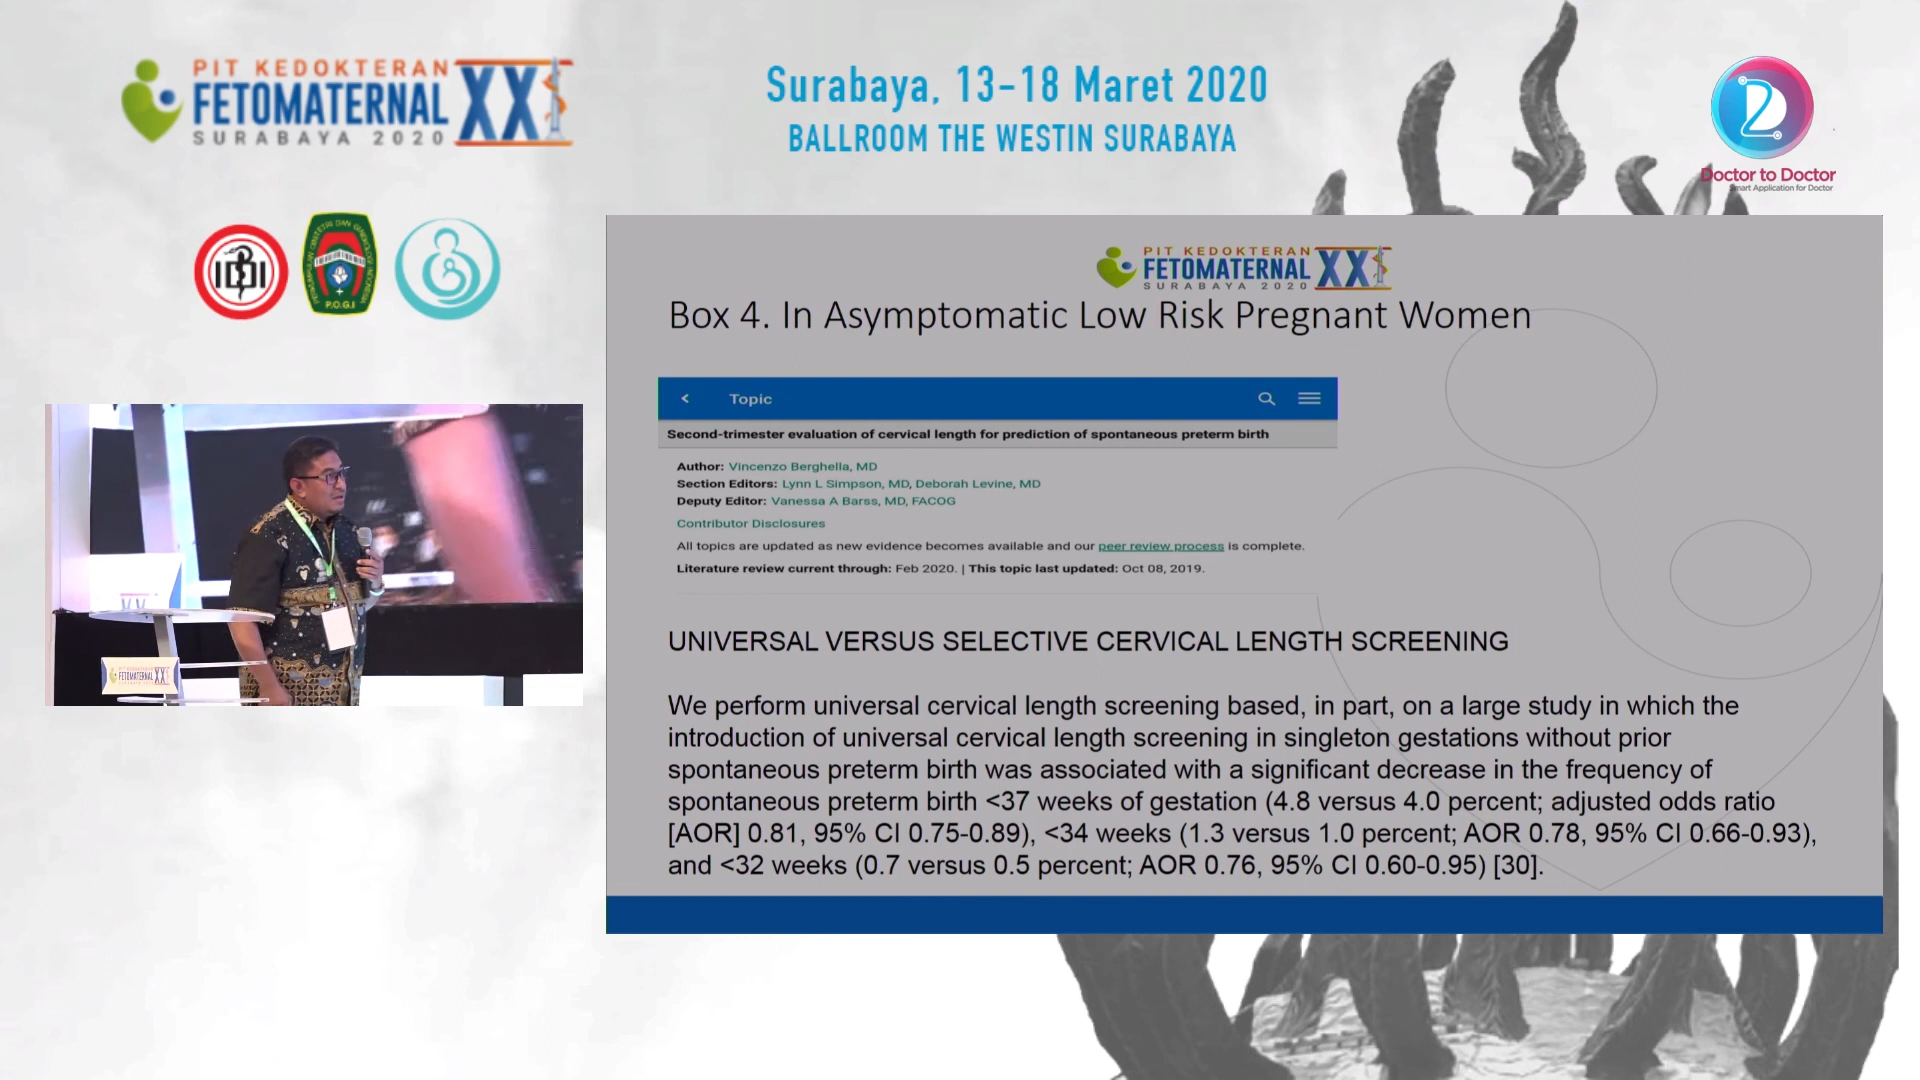 PIT KEDOKTERAN
FETOMATERNAL XXI
SURABAYA 2020
Surabaya, 13-18 Maret 2020
BALLROOM THE WESTIN SURABAYA
Doctor to Doctor
Smart Application for Doctor
IDI
P.O.G.I
PIT KEDOKTERAN
FETOMATERNAL XXI
SURABAYA 2020
Box 4. In Asymptomatic Low Risk Pregnant Women
Topic
Second-trimester evaluation of cervical length for prediction of spontaneous preterm birth
Author: Vincenzo Berghella, MD
Section Editors: Lynn L Simpson, MD, Deborah Levine, MD
Deputy Editor: Vanessa A Barss, MD, FACOG
Contributor Disclosures
All topics are updated as new evidence becomes available and our peer review process is complete.
Literature review current through: Feb 2020. | This topic last updated: Oct 08, 2019.
UNIVERSAL VERSUS SELECTIVE CERVICAL LENGTH SCREENING
We perform universal cervical length screening based, in part, on a large study in which the
introduction of universal cervical length screening in singleton gestations without prior
spontaneous preterm birth was associated with a significant decrease in the frequency of
spontaneous preterm birth <37 weeks of gestation (4.8 versus 4.0 percent; adjusted odds ratio
[AOR] 0.81, 95% CI 0.75-0.89), <34 weeks (1.3 versus 1.0 percent; AOR 0.78, 95% CI 0.66-0.93),
and <32 weeks (0.7 versus 0.5 percent; AOR 0.76, 95% CI 0.60-0.95) [30].
FETOMATERNAL XXI